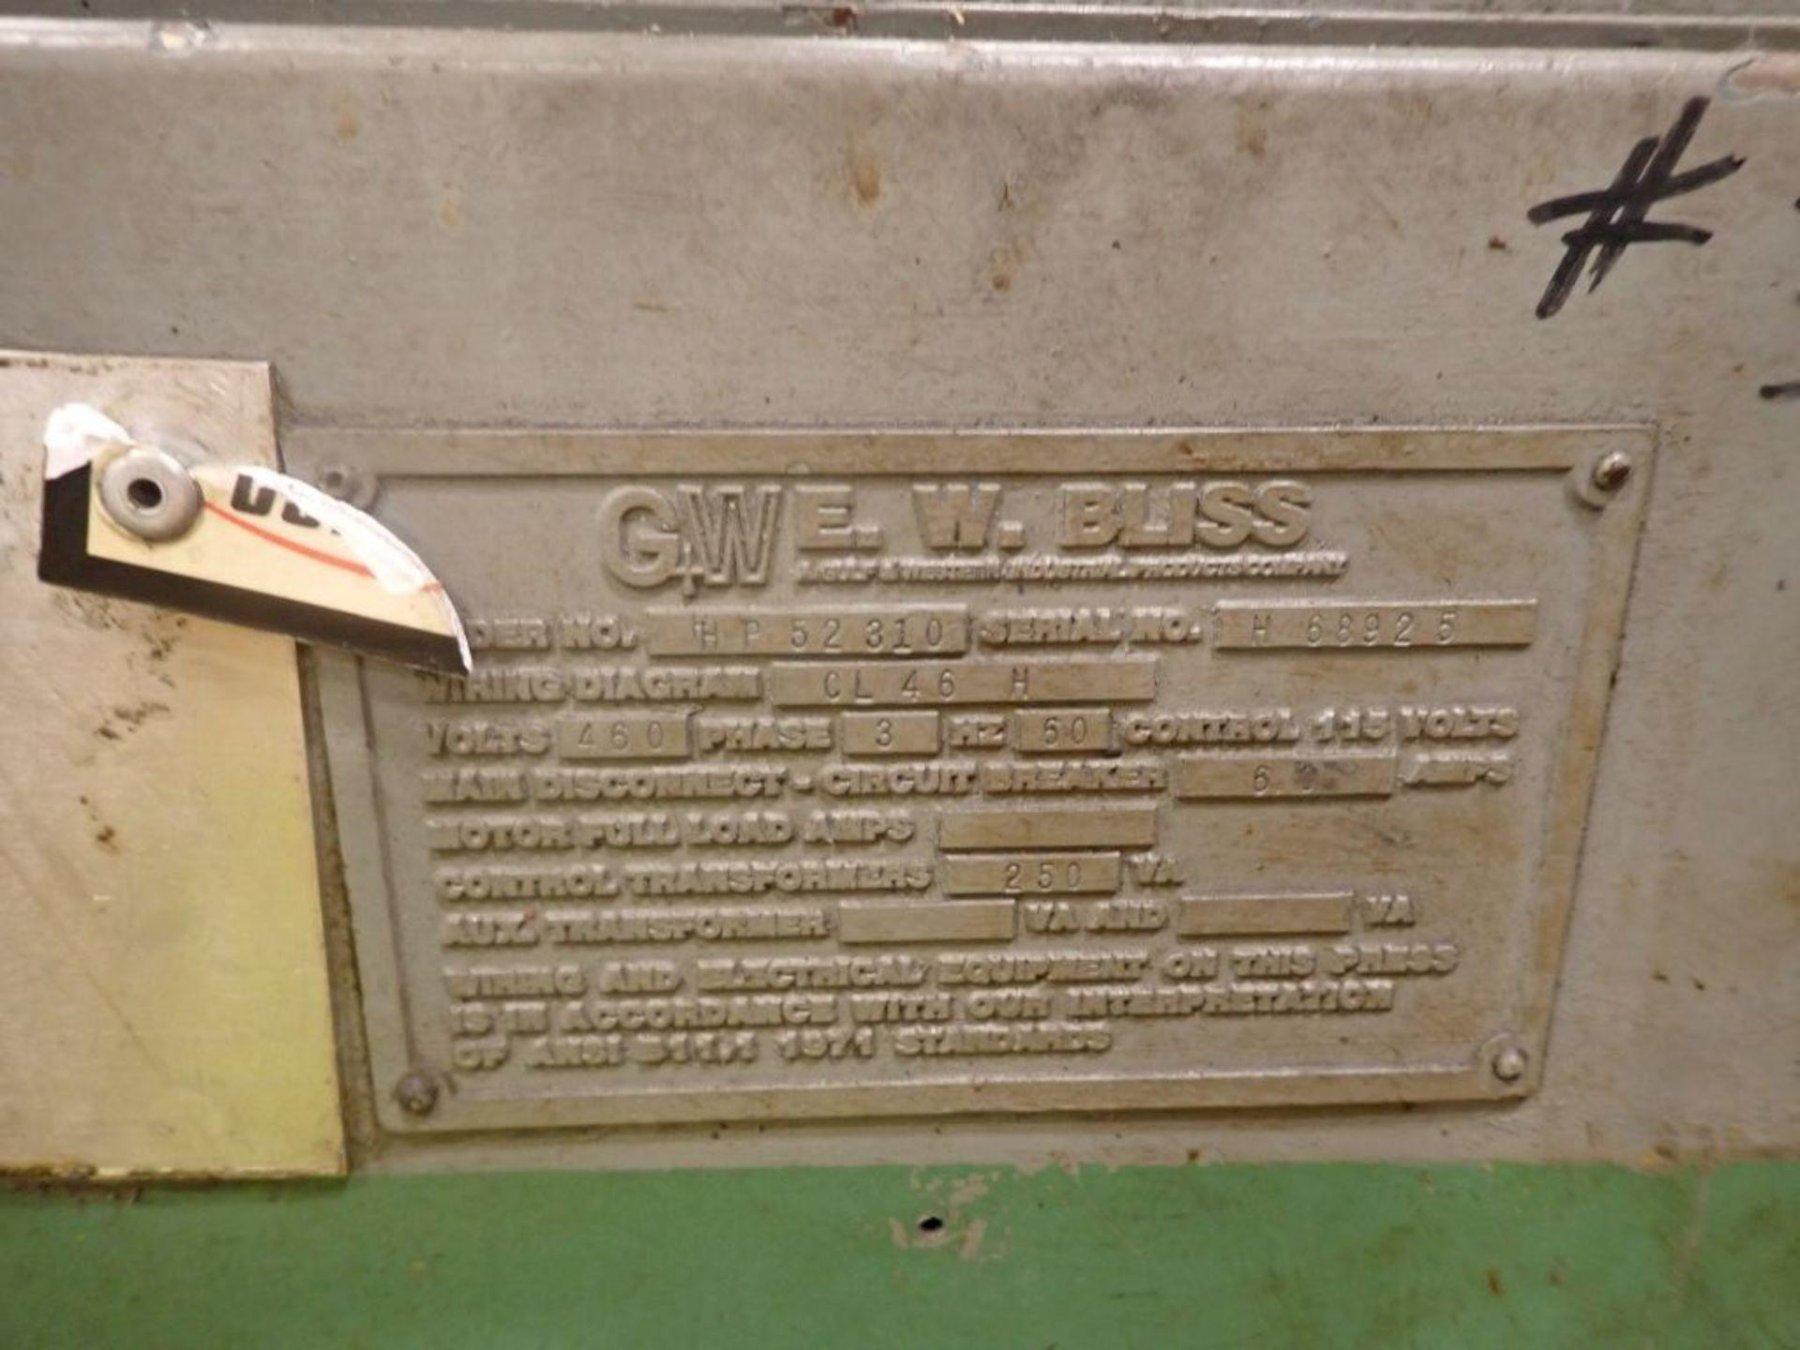 #
G+W E. W. BLISS
A GULF & WESTERN INDUSTRIAL PRODUCTS COMPANY
ORDER NO. HP 52310 SERIAL NO. H 68925
WIRING DIAGRAM CL 46 H
VOLTS 460 PHASE 3 HZ 60 CONTROL 115 VOLTS
MAIN DISCONNECT - CIRCUIT BREAKER AMPS
MOTOR FULL LOAD AMPS
CONTROL TRANSFORMERS 250 VA
AUX. TRANSFORMER VA AND VA
WIRING AND ELECTRICAL EQUIPMENT ON THIS PRESS
IS IN ACCORDANCE WITH OUR INTERPRETATION
OF ANSI B11.1 1971 STANDARDS